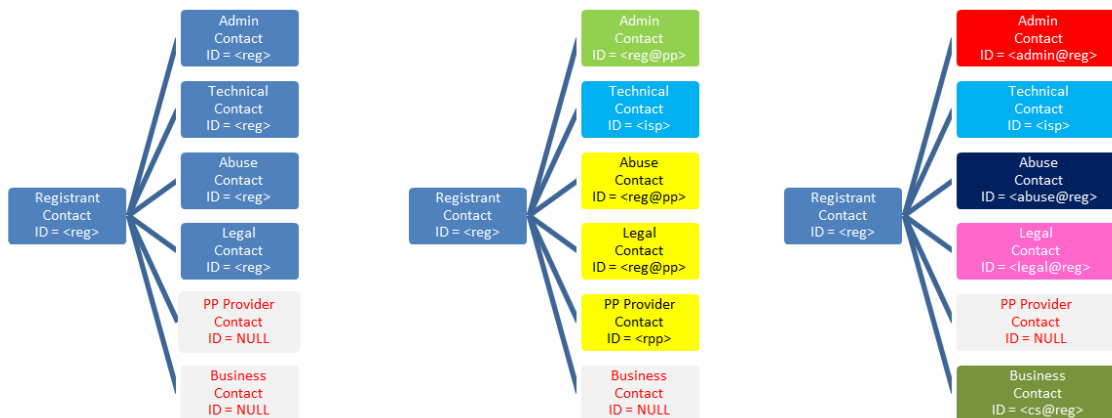 Admin
Contact
ID = <reg>
Technical
Contact
ID = <reg>
Abuse
Contact
ID = <reg>
Registrant
Contact
ID = <reg>
Legal
Contact
ID = <reg>
PP Provider
Contact
ID = NULL
Business
Contact
ID = NULL
Admin
Contact
ID = <reg@pp>
Technical
Contact
ID = <isp>
Abuse
Contact
ID = <reg@pp>
Registrant
Contact
ID = <reg>
Legal
Contact
ID = <reg@pp>
PP Provider
Contact
ID = <rpp>
Business
Contact
ID = NULL
Admin
Contact
ID = <admin@reg>
Technical
Contact
ID = <isp>
Abuse
Contact
ID = <abuse@reg>
Registrant
Contact
ID = <reg>
Legal
Contact
ID = <legal@reg>
PP Provider
Contact
ID = NULL
Business
Contact
ID = <cs@reg>